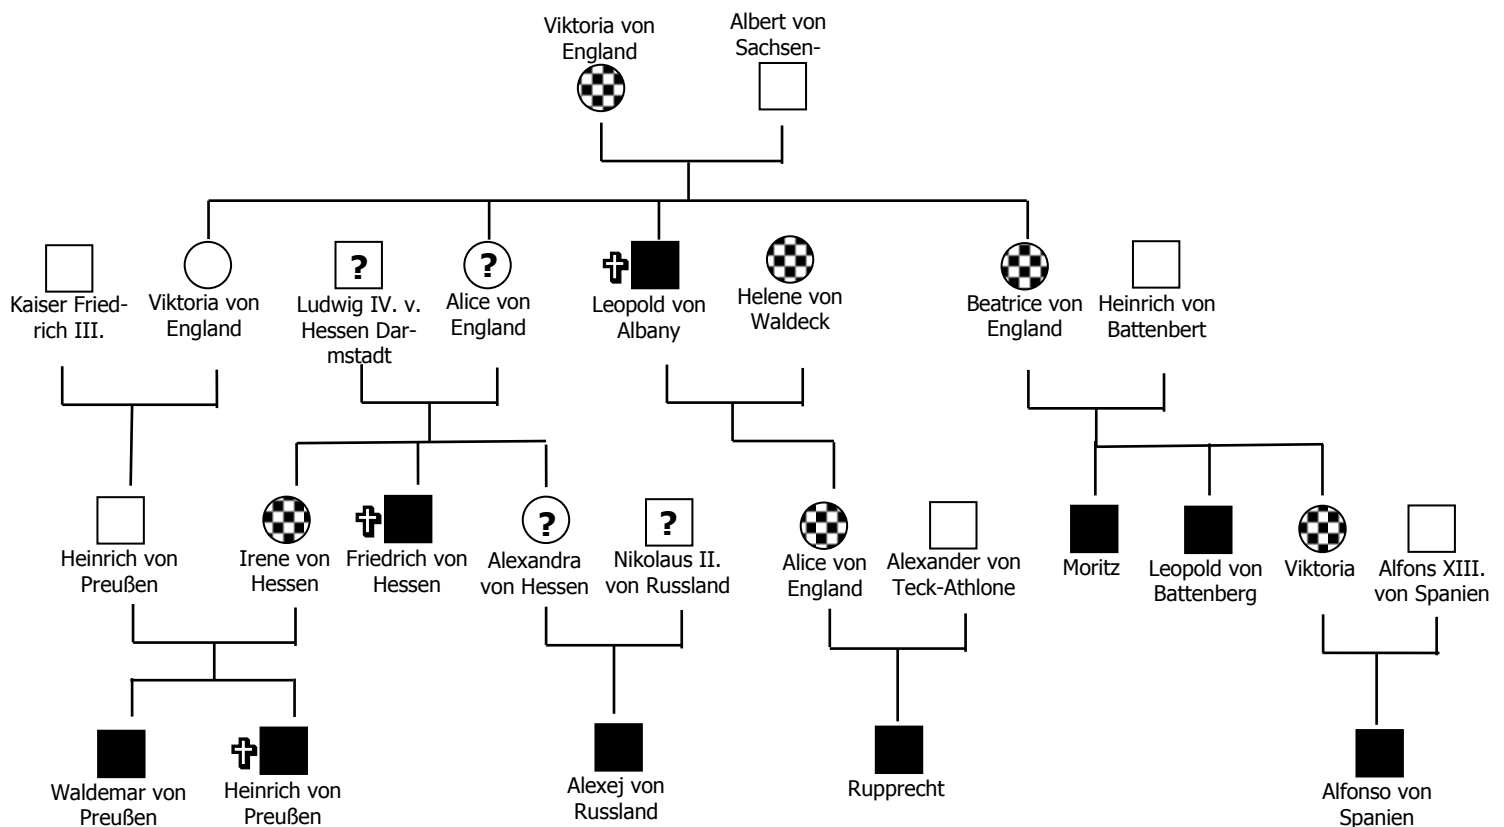 Viktoria von
England
Albert von
Sachsen-
Kaiser Fried-
rich III.
Viktoria von
England
?
Ludwig IV. v.
Hessen Dar-
mstadt
?
Alice von
England
Leopold von
Albany
Helene von
Waldeck
Beatrice von
England
Heinrich von
Battenbert
Heinrich von
Preußen
Irene von
Hessen
Friedrich von
Hessen
?
Alexandra
von Hessen
?
Nikolaus II.
von Russland
Alice von
England
Alexander von
Teck-Athlone
Moritz
Leopold von
Battenberg
Viktoria
Alfons XIII.
von Spanien
Waldemar von
Preußen
Heinrich von
Preußen
Alexej von
Russland
Rupprecht
Alfonso von
Spanien